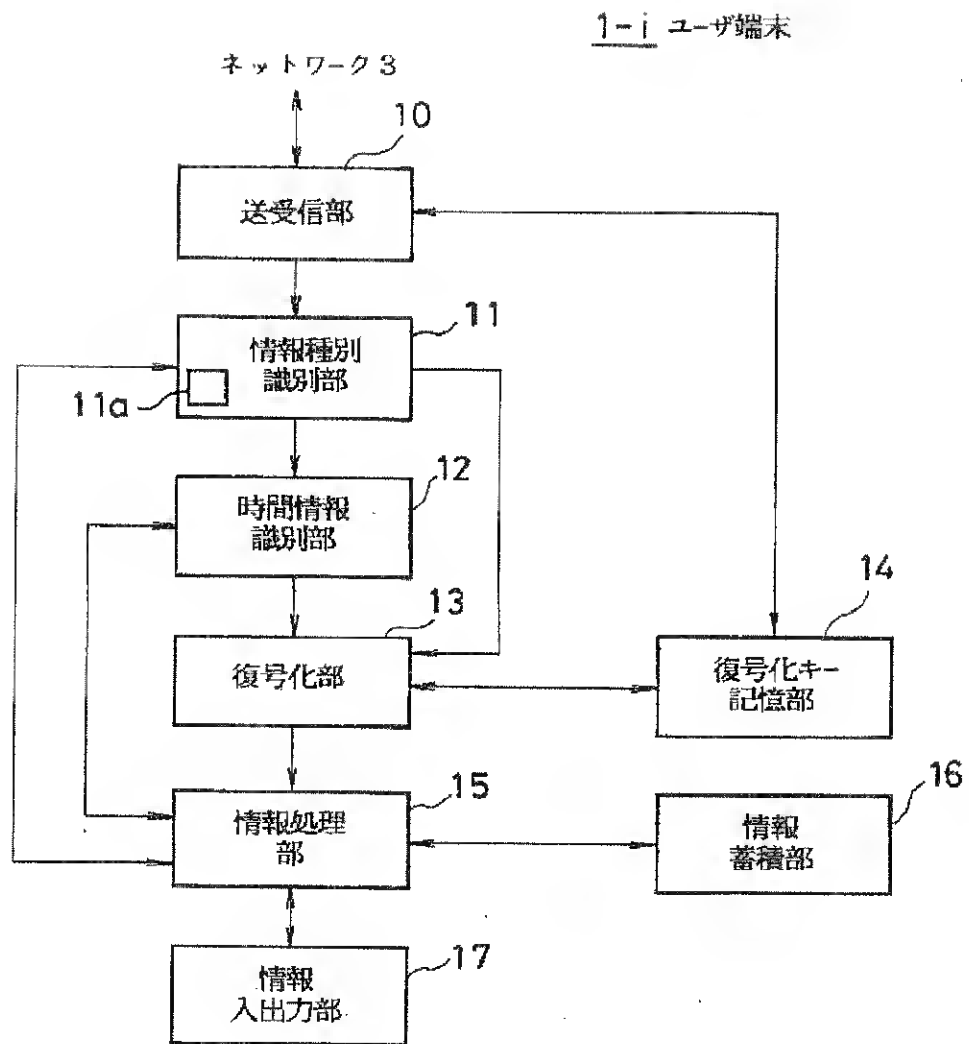 1-i ユーザ端末
ネットワーク3
10
送受信部
11
情報種別
識別部
11a
12
時間情報
識別部
13
復号化部
14
復号化キー
記憶部
15
情報処理
部
16
情報
蓄積部
17
情報
入出力部